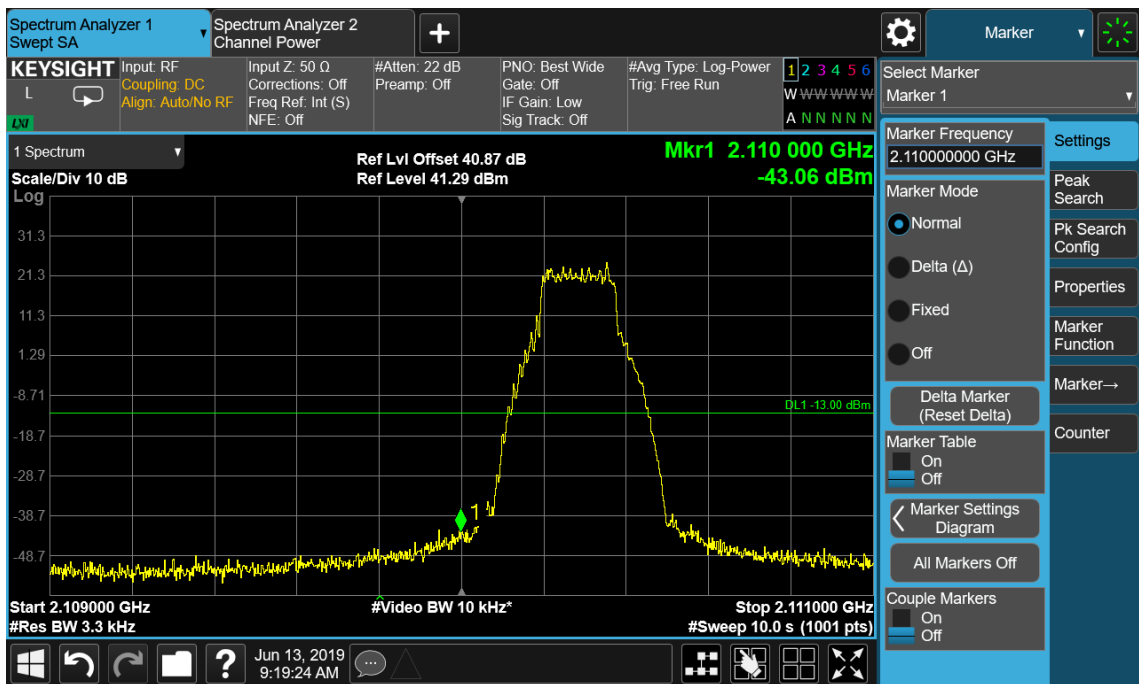 Spectrum Analyzer 1
Swept SA
Spectrum Analyzer 2
Channel Power
Marker
KEYSIGHT
L
LXI
Input: RF
Coupling: DC
Align: Auto/No RF
Input Z: 50 Ω
Corrections: Off
Freq Ref: Int (S)
NFE: Off
#Atten: 22 dB
Preamp: Off
PNO: Best Wide
Gate: Off
IF Gain: Low
Sig Track: Off
#Avg Type: Log-Power
Trig: Free Run
1 2 3 4 5 6
W W W W W W
A N N N N N
Select Marker
Marker 1
1 Spectrum
Scale/Div 10 dB
Ref Lvl Offset 40.87 dB
Ref Level 41.29 dBm
Mkr1 2.110 000 GHz
-43.06 dBm
Log
31.3
21.3
11.3
1.29
-8.71
-18.7
-28.7
-38.7
-48.7
DL1 -13.00 dBm
1
Start 2.109000 GHz
#Res BW 3.3 kHz
#Video BW 10 kHz*
Stop 2.111000 GHz
#Sweep 10.0 s (1001 pts)
Marker Frequency
2.110000000 GHz
Marker Mode
Normal
Delta (Δ)
Fixed
Off
Delta Marker
(Reset Delta)
Marker Table
On
Off
Marker Settings
Diagram
All Markers Off
Couple Markers
On
Off
Settings
Peak
Search
Pk Search
Config
Properties
Marker
Function
Marker→
Counter
?
Jun 13, 2019
9:19:24 AM